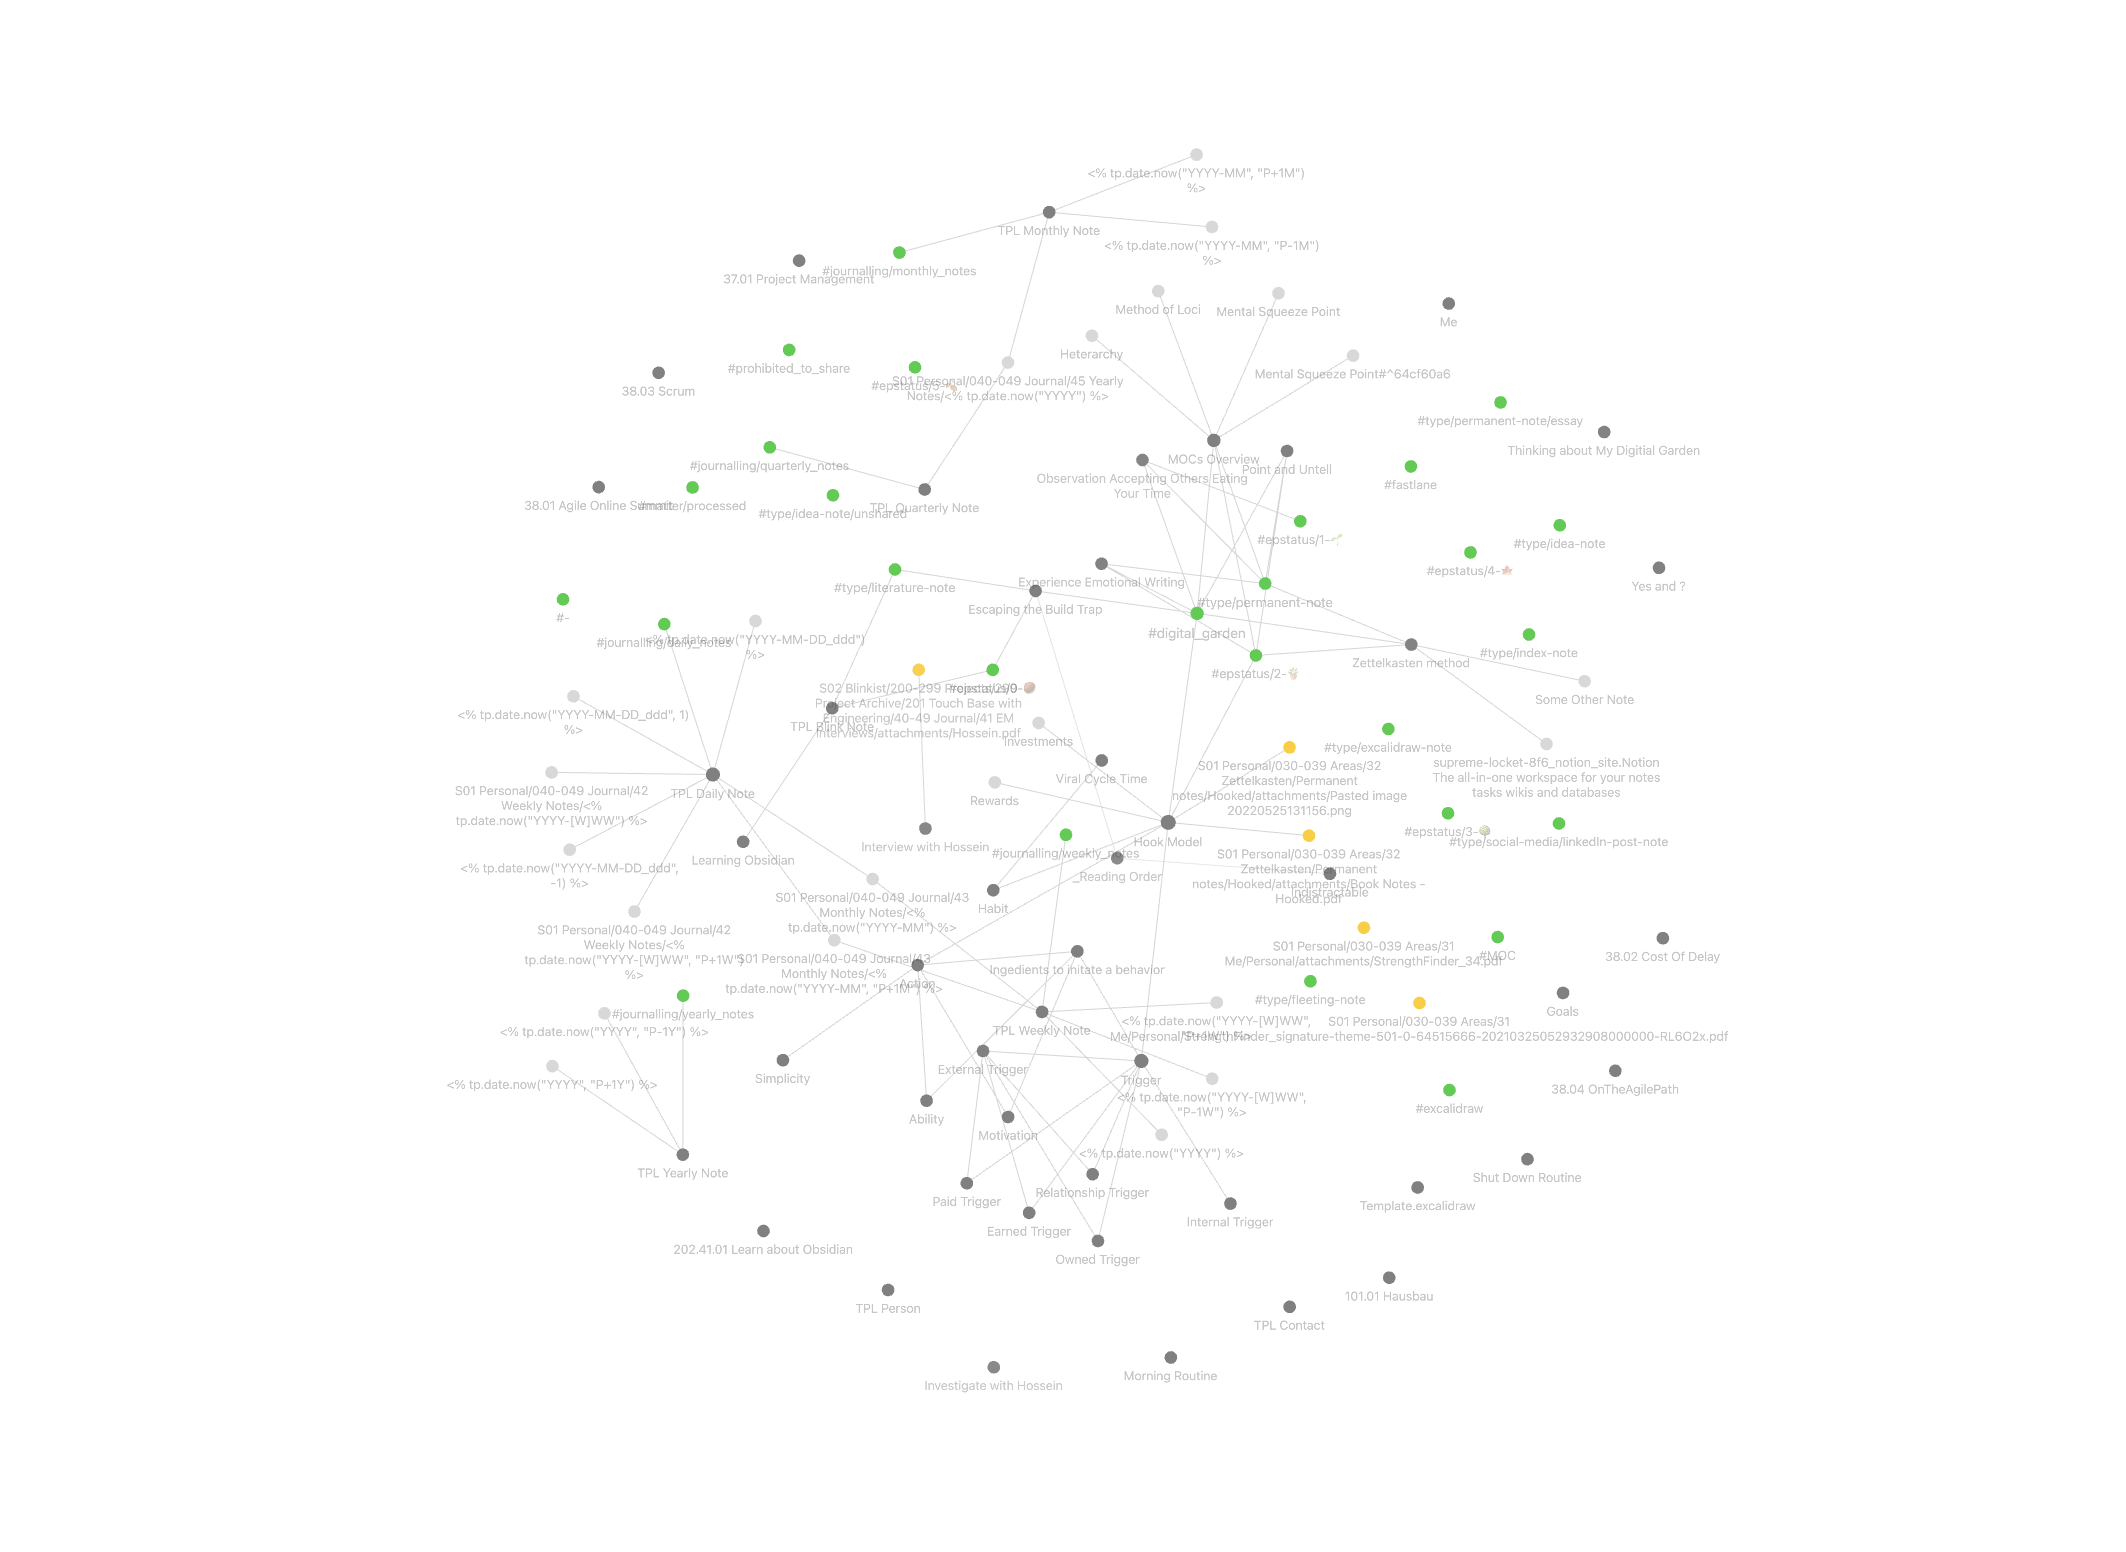 <% tp.date.now("YYYY-MM", "P+1M")
%>
TPL Monthly Note
<% tp.date.now("YYYY-MM", "P-1M")
%>
#journalling/monthly_notes
37.01 Project Management
Method of Loci
Mental Squeeze Point
Me
Heterarchy
#prohibited_to_share
Mental Squeeze Point#^64cf60a6
38.03 Scrum
#epstatus/5-
S01 Personal/040-049 Journal/45 Yearly
Notes/<% tp.date.now("YYYY") %>
#type/permanent-note/essay
Thinking about My Digitial Garden
#journalling/quarterly_notes
MOCs Overview
Point and Untell
Observation Accepting Others Eating
Your Time
#fastlane
38.01 Agile Online Summit
#matter/processed
#type/idea-note/unshared
TPL Quarterly Note
#epstatus/1-🌱
#type/idea-note
#epstatus/4-
Yes and ?
#type/literature-note
Experience Emotional Writing
#type/permanent-note
Escaping the Build Trap
#-
#digital_garden
#journalling/daily_notes
<% tp.date.now("YYYY-MM-DD_ddd")
%>
Zettelkasten method
#type/index-note
#epstatus/2-
Some Other Note
S02 Blinkist/200-299 Projects/299
Project Archive/201 Touch Base with
Engineering/40-49 Journal/41 EM
Interviews/attachments/Hossein.pdf
#epstatus/0-
TPL Blink Note
<% tp.date.now("YYYY-MM-DD_ddd", 1)
%>
Investments
#type/excalidraw-note
supreme-locket-8f6_notion_site.Notion
The all-in-one workspace for your notes
tasks wikis and databases
Viral Cycle Time
S01 Personal/030-039 Areas/32
Zettelkasten/Permanent
notes/Hooked/attachments/Pasted image
20220525131156.png
S01 Personal/040-049 Journal/42
Weekly Notes/<%
tp.date.now("YYYY-[W]WW") %>
TPL Daily Note
Rewards
#epstatus/3-
#type/social-media/linkedIn-post-note
Hook Model
Interview with Hossein
#journalling/weekly_notes
Learning Obsidian
<% tp.date.now("YYYY-MM-DD_ddd",
-1) %>
_Reading Order
S01 Personal/030-039 Areas/32
Zettelkasten/Permanent
notes/Hooked/attachments/Book Notes -
Hooked.pdf
Indistractable
S01 Personal/040-049 Journal/43
Monthly Notes/<%
tp.date.now("YYYY-MM") %>
Habit
S01 Personal/040-049 Journal/42
Weekly Notes/<%
tp.date.now("YYYY-[W]WW", "P+1W")
%>
S01 Personal/040-049 Journal/43
Monthly Notes/<%
tp.date.now("YYYY-MM", "P+1M") %>
Action
Ingedients to initate a behavior
S01 Personal/030-039 Areas/31
Me/Personal/attachments/StrengthFinder_34.pdf
#MOC
38.02 Cost Of Delay
#type/fleeting-note
Goals
#journalling/yearly_notes
<% tp.date.now("YYYY", "P-1Y") %>
TPL Weekly Note
<% tp.date.now("YYYY-[W]WW",
"P+1W") %>
S01 Personal/030-039 Areas/31
Me/Personal/StrengthFinder_signature-theme-501-0-64515666-2021032505293290800000​0-RL6O2x.pdf
External Trigger
Simplicity
Trigger
<% tp.date.now("YYYY", "P+1Y") %>
38.04 OnTheAgilePath
<% tp.date.now("YYYY-[W]WW",
"P-1W") %>
#excalidraw
Ability
Motivation
<% tp.date.now("YYYY") %>
TPL Yearly Note
Shut Down Routine
Relationship Trigger
Paid Trigger
Template.excalidraw
Internal Trigger
Earned Trigger
202.41.01 Learn about Obsidian
Owned Trigger
101.01 Hausbau
TPL Person
TPL Contact
Morning Routine
Investigate with Hossein